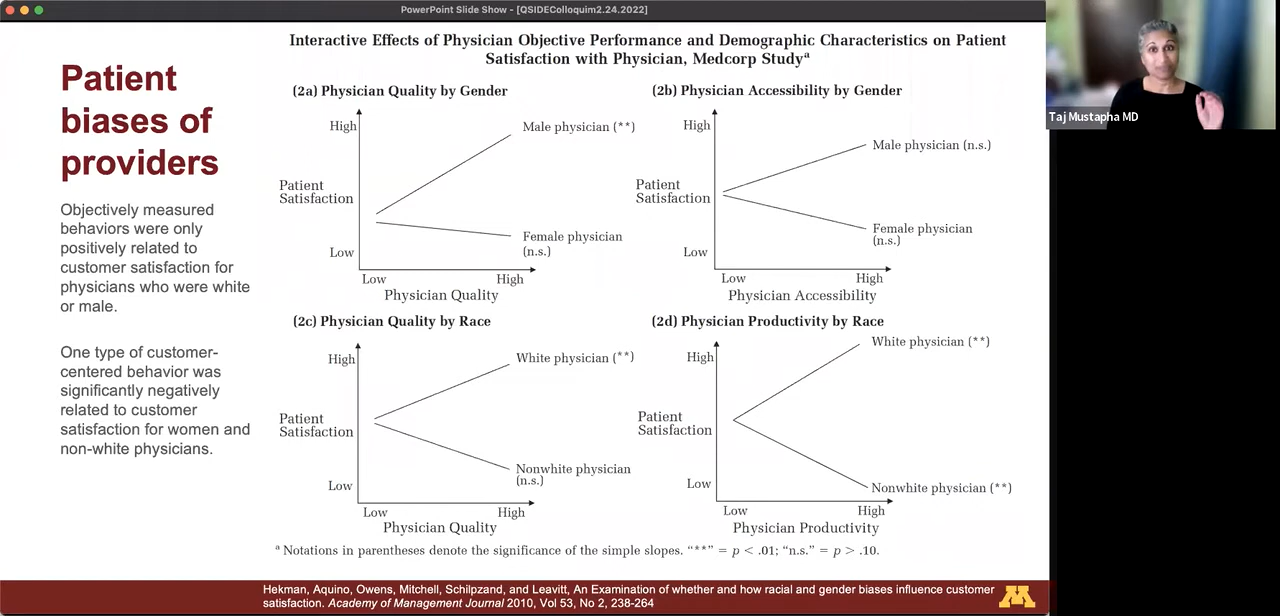 PowerPoint Slide Show - [QSIDEColloquim2.24.2022]
Patient
biases of
providers
Objectively measured
behaviors were only
positively related to
customer satisfaction for
physicians who were white
or male.
One type of customer-
centered behavior was
significantly negatively
related to customer
satisfaction for women and
non-white physicians.
Interactive Effects of Physician Objective Performance and Demographic Characteristics on Patient
Satisfaction with Physician, Medcorp Studyᵃ
(2a) Physician Quality by Gender
High
Male physician (**)
Patient
Satisfaction
Female physician
(n.s.)
Low
Low
High
Physician Quality
(2b) Physician Accessibility by Gender
High
Male physician (n.s.)
Patient
Satisfaction
Female physician
(n.s.)
Low
Low
High
Physician Accessibility
(2c) Physician Quality by Race
High
White physician (**)
Patient
Satisfaction
Nonwhite physician
(n.s.)
Low
Low
High
Physician Quality
(2d) Physician Productivity by Race
White physician (**)
High
Patient
Satisfaction
Low
Nonwhite physician (**)
Low
High
Physician Productivity
ᵃ Notations in parentheses denote the significance of the simple slopes. “**” = p < .01; “n.s.” = p > .10.
Hekman, Aquino, Owens, Mitchell, Schilpzand, and Leavitt, An Examination of whether and how racial and gender biases influence customer
satisfaction. Academy of Management Journal 2010, Vol 53, No 2, 238-264
M
Taj Mustapha MD